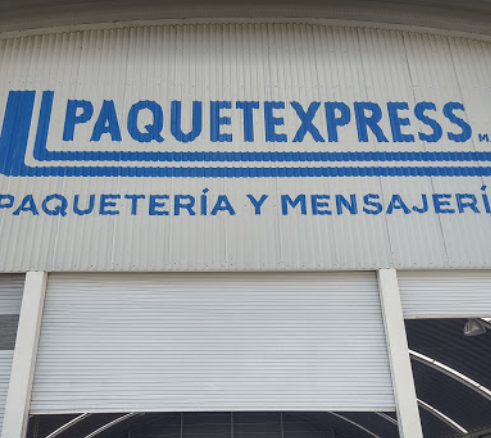 PAQUETEXPRESS M
PAQUETERÍA Y MENSAJERÍ